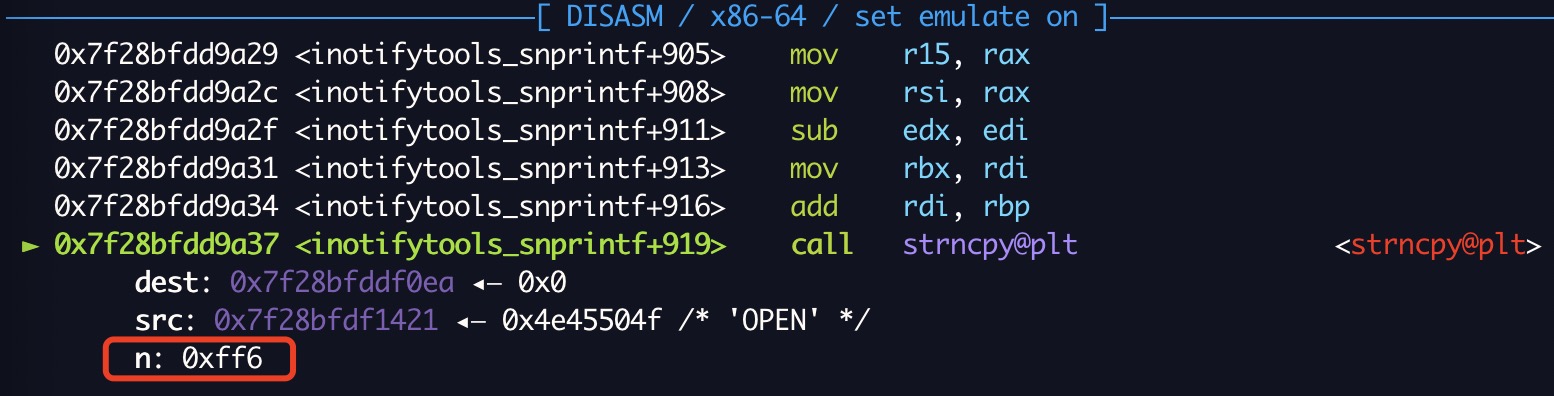 [ DISASM / x86-64 / set emulate on ]
0x7f28bfdd9a29 <inotifytools_snprintf+905> mov r15, rax
0x7f28bfdd9a2c <inotifytools_snprintf+908> mov rsi, rax
0x7f28bfdd9a2f <inotifytools_snprintf+911> sub edx, edi
0x7f28bfdd9a31 <inotifytools_snprintf+913> mov rbx, rdi
0x7f28bfdd9a34 <inotifytools_snprintf+916> add rdi, rbp
► 0x7f28bfdd9a37 <inotifytools_snprintf+919> call strncpy@plt <strncpy@plt>
dest: 0x7f28bfddf0ea ◂— 0x0
src: 0x7f28bfdf1421 ◂— 0x4e45504f /* 'OPEN' */
n: 0xff6